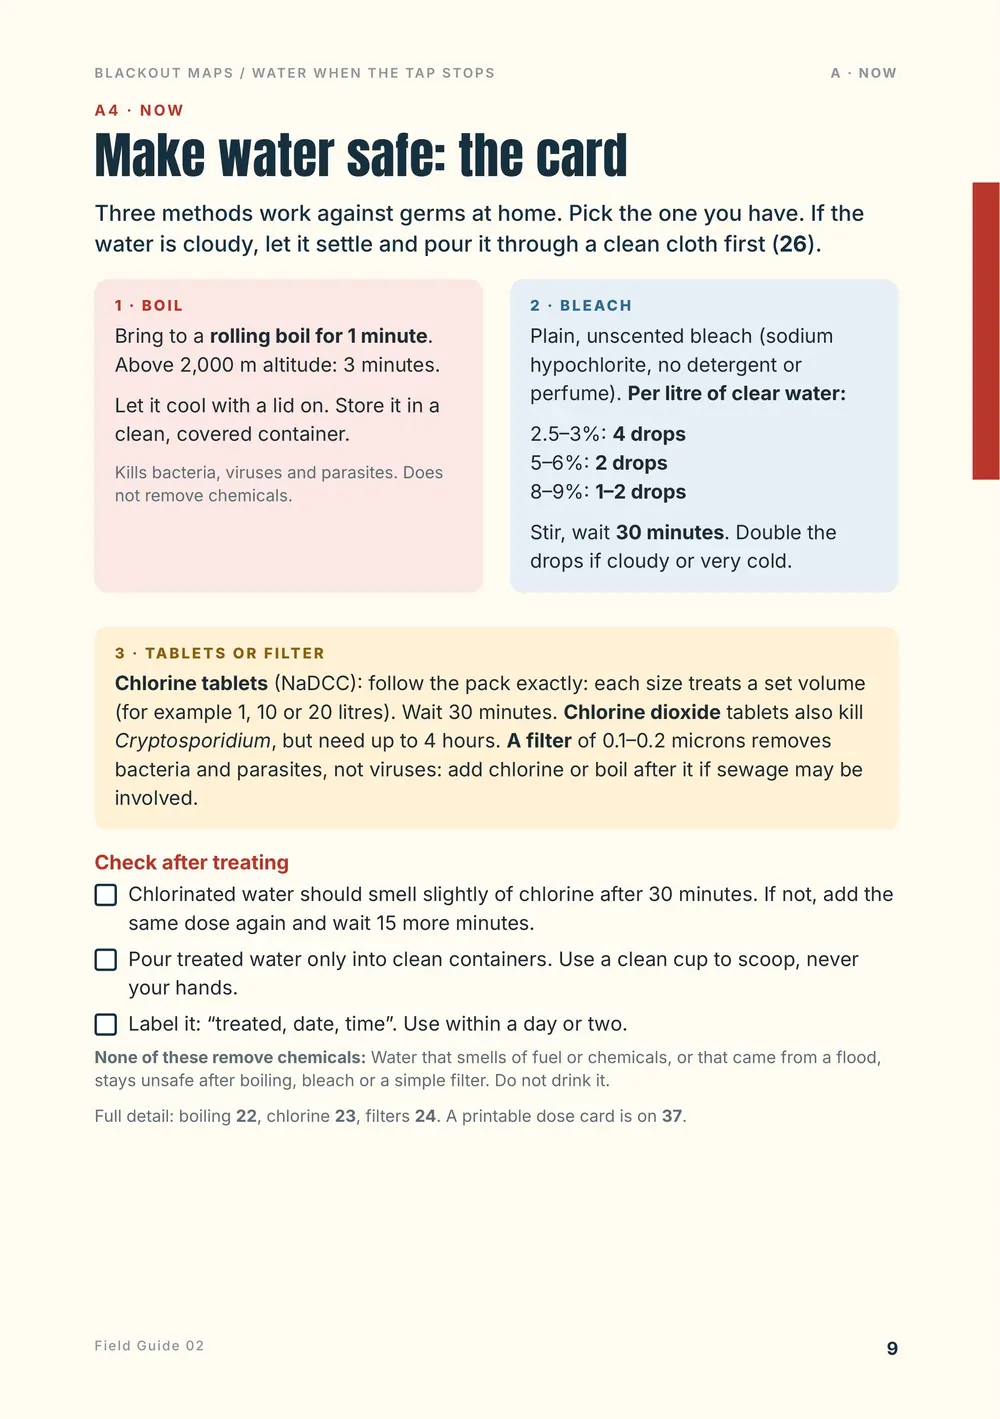 BLACKOUT MAPS / WATER WHEN THE TAP STOPS
A · NOW
A4 · NOW
Make water safe: the card
Three methods work against germs at home. Pick the one you have. If the
water is cloudy, let it settle and pour it through a clean cloth first (26).
1 · BOIL
Bring to a rolling boil for 1 minute.
Above 2,000 m altitude: 3 minutes.
Let it cool with a lid on. Store it in a
clean, covered container.
Kills bacteria, viruses and parasites. Does
not remove chemicals.
2 · BLEACH
Plain, unscented bleach (sodium
hypochlorite, no detergent or
perfume). Per litre of clear water:
2.5–3%: 4 drops
5–6%: 2 drops
8–9%: 1–2 drops
Stir, wait 30 minutes. Double the
drops if cloudy or very cold.
3 · TABLETS OR FILTER
Chlorine tablets (NaDCC): follow the pack exactly: each size treats a set volume
(for example 1, 10 or 20 litres). Wait 30 minutes. Chlorine dioxide tablets also kill
Cryptosporidium, but need up to 4 hours. A filter of 0.1–0.2 microns removes
bacteria and parasites, not viruses: add chlorine or boil after it if sewage may be
involved.
Check after treating
Chlorinated water should smell slightly of chlorine after 30 minutes. If not, add the
same dose again and wait 15 more minutes.
Pour treated water only into clean containers. Use a clean cup to scoop, never
your hands.
Label it: “treated, date, time”. Use within a day or two.
None of these remove chemicals: Water that smells of fuel or chemicals, or that came from a flood,
stays unsafe after boiling, bleach or a simple filter. Do not drink it.
Full detail: boiling 22, chlorine 23, filters 24. A printable dose card is on 37.
Field Guide 02
9